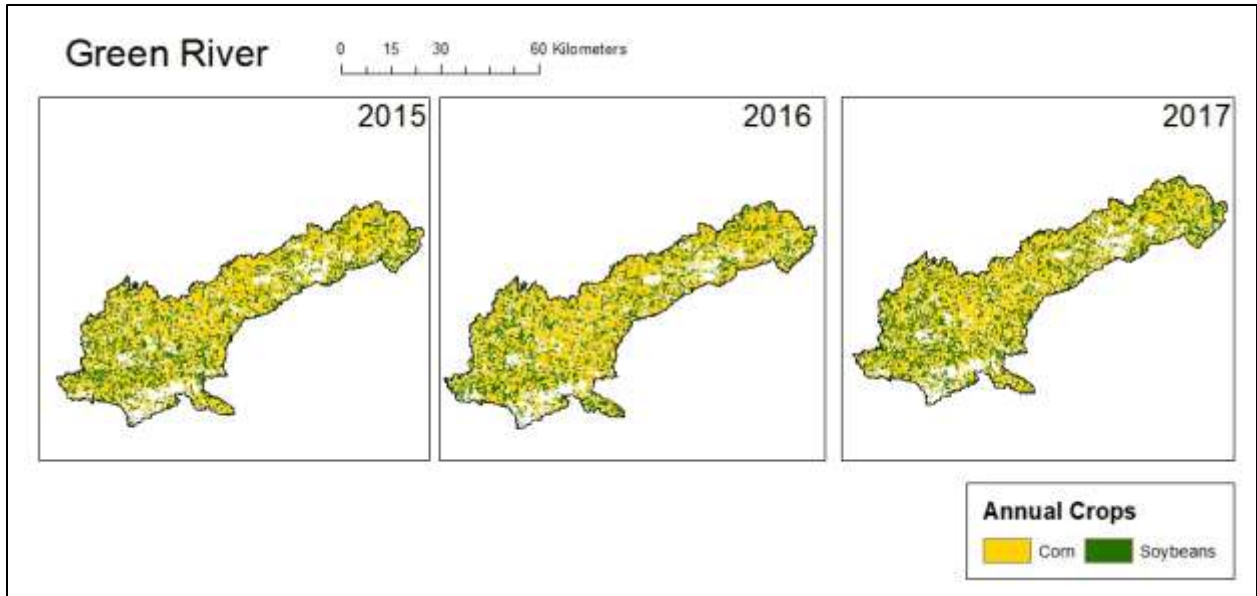 Green River
0 15 30 60 Kilometers
2015
2016
2017
Annual Crops
Corn Soybeans